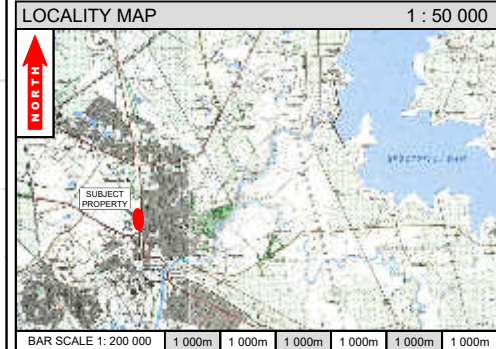 LOCALITY MAP 1 : 50 000
NORTH
SUBJECT
PROPERTY
BAR SCALE 1: 200 000 1 000m 1 000m 1 000m 1 000m 1 000m 1 000m